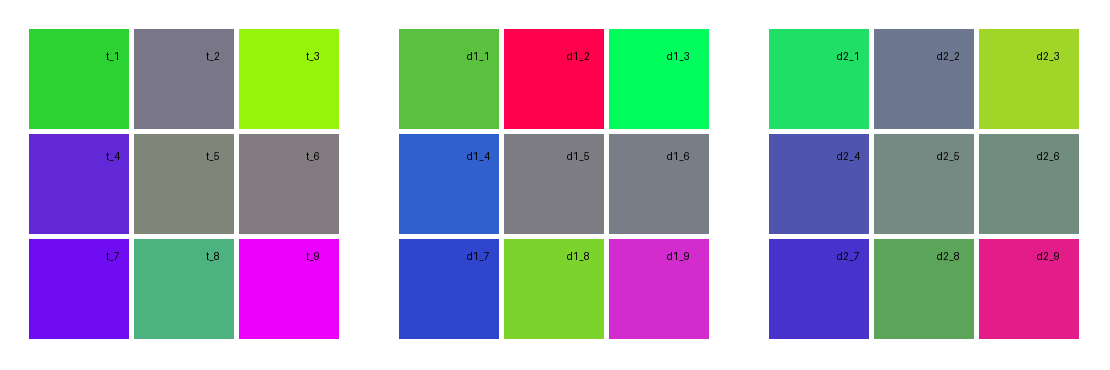 t_1 t_2 t_3 d1_1 d1_2 d1_3 d2_1 d2_2 d2_3
t_4 t_5 t_6 d1_4 d1_5 d1_6 d2_4 d2_5 d2_6
t_7 t_8 t_9 d1_7 d1_8 d1_9 d2_7 d2_8 d2_9